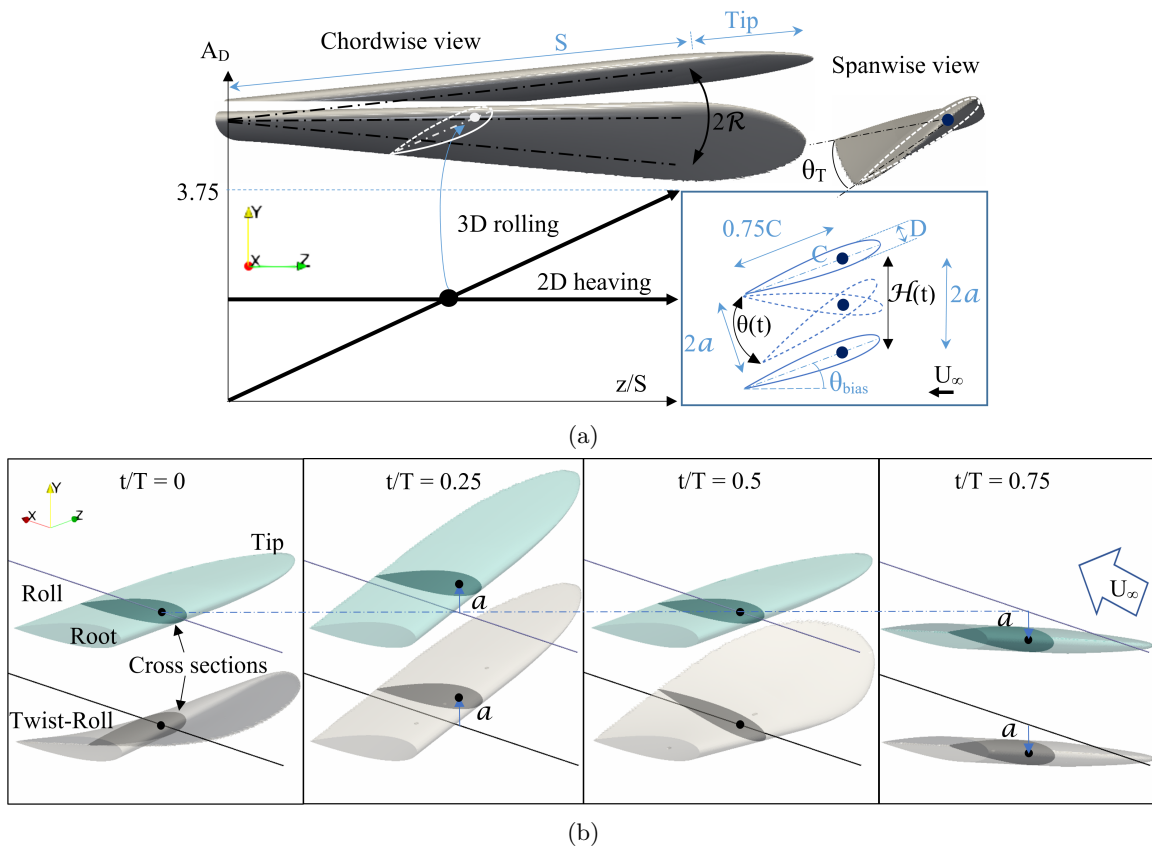 Chordwise view
S
Tip
A_D
Spanwise view
2ℛ
θ_T
3.75
Y
X
Z
3D rolling
2D heaving
z/S
0.75C
C
D
ℋ(t)
2a
θ(t)
2a
θ_bias
U_∞
(a)
t/T = 0
t/T = 0.25
t/T = 0.5
t/T = 0.75
Y
X
Z
Tip
Roll
Root
a
a
U_∞
Cross sections
Twist-Roll
a
a
(b)